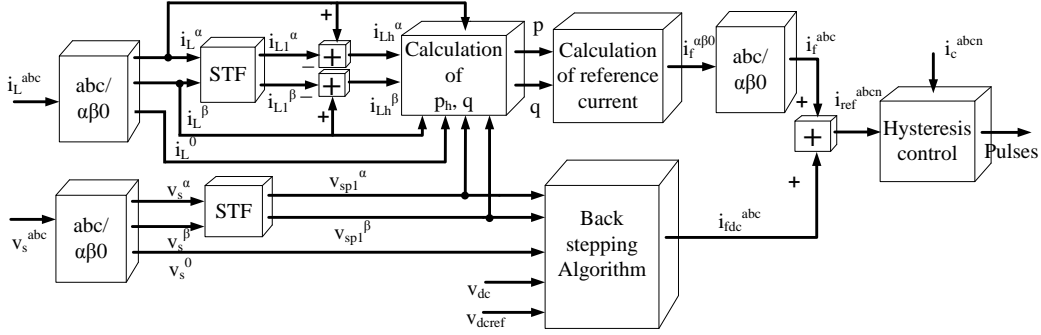 i_L^abc
abc/
αβ0
i_L^α
i_L^β
i_L^0
STF
i_L1^α
i_L1^β
+
−
+
−
+
+
i_Lh^α
i_Lh^β
Calculation
of
p_h, q
p
q
Calculation
of reference
current
i_f^αβ0
abc/
αβ0
i_f^abc
+
+
+
i_ref^abcn
i_c^abcn
Hysteresis
control
Pulses
v_s^abc
abc/
αβ0
v_s^α
v_s^β
v_s^0
STF
v_sp1^α
v_sp1^β
v_dc
v_dcref
Back
stepping
Algorithm
i_fdc^abc